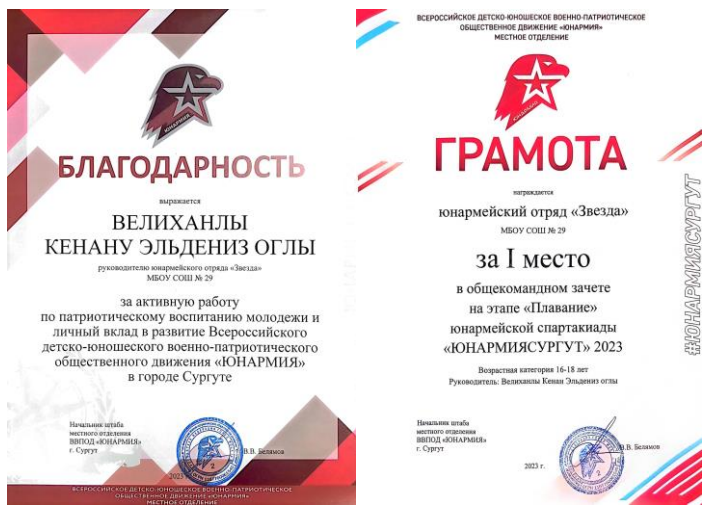 ЮНАРМИЯ
БЛАГОДАРНОСТЬ
выражается
ВЕЛИХАНЛЫ
КЕНАНУ ЭЛЬДЕНИЗ ОГЛЫ
руководителю юнармейского отряда «Звезда»
МБОУ СОШ № 29
за активную работу
по патриотическому воспитанию молодежи и
личный вклад в развитие Всероссийского
детско-юношеского военно-патриотического
общественного движения «ЮНАРМИЯ»
в городе Сургуте
Начальник штаба
местного отделения
ВВПОД «ЮНАРМИЯ»
г. Сургут
В.В. Белямов
2023
ВСЕРОССИЙСКОЕ ДЕТСКО-ЮНОШЕСКОЕ ВОЕННО-ПАТРИОТИЧЕСКОЕ
ОБЩЕСТВЕННОЕ ДВИЖЕНИЕ «ЮНАРМИЯ»
МЕСТНОЕ ОТДЕЛЕНИЕ
ВСЕРОССИЙСКОЕ ДЕТСКО-ЮНОШЕСКОЕ ВОЕННО-ПАТРИОТИЧЕСКОЕ
ОБЩЕСТВЕННОЕ ДВИЖЕНИЕ «ЮНАРМИЯ»
МЕСТНОЕ ОТДЕЛЕНИЕ
ЮНАРМИЯ
ГРАМОТА
награждается
юнармейский отряд «Звезда»
МБОУ СОШ № 29
за I место
в общекомандном зачете
на этапе «Плавание»
юнармейской спартакиады
«ЮНАРМИЯСУРГУТ» 2023
Возрастная категория 16-18 лет
Руководитель: Велиханлы Кенан Эльдениз оглы
Начальник штаба
местного отделения
ВВПОД «ЮНАРМИЯ»
г. Сургут
В.В. Белямов
2023 г.
#ЮНАРМИЯСУРГУТ